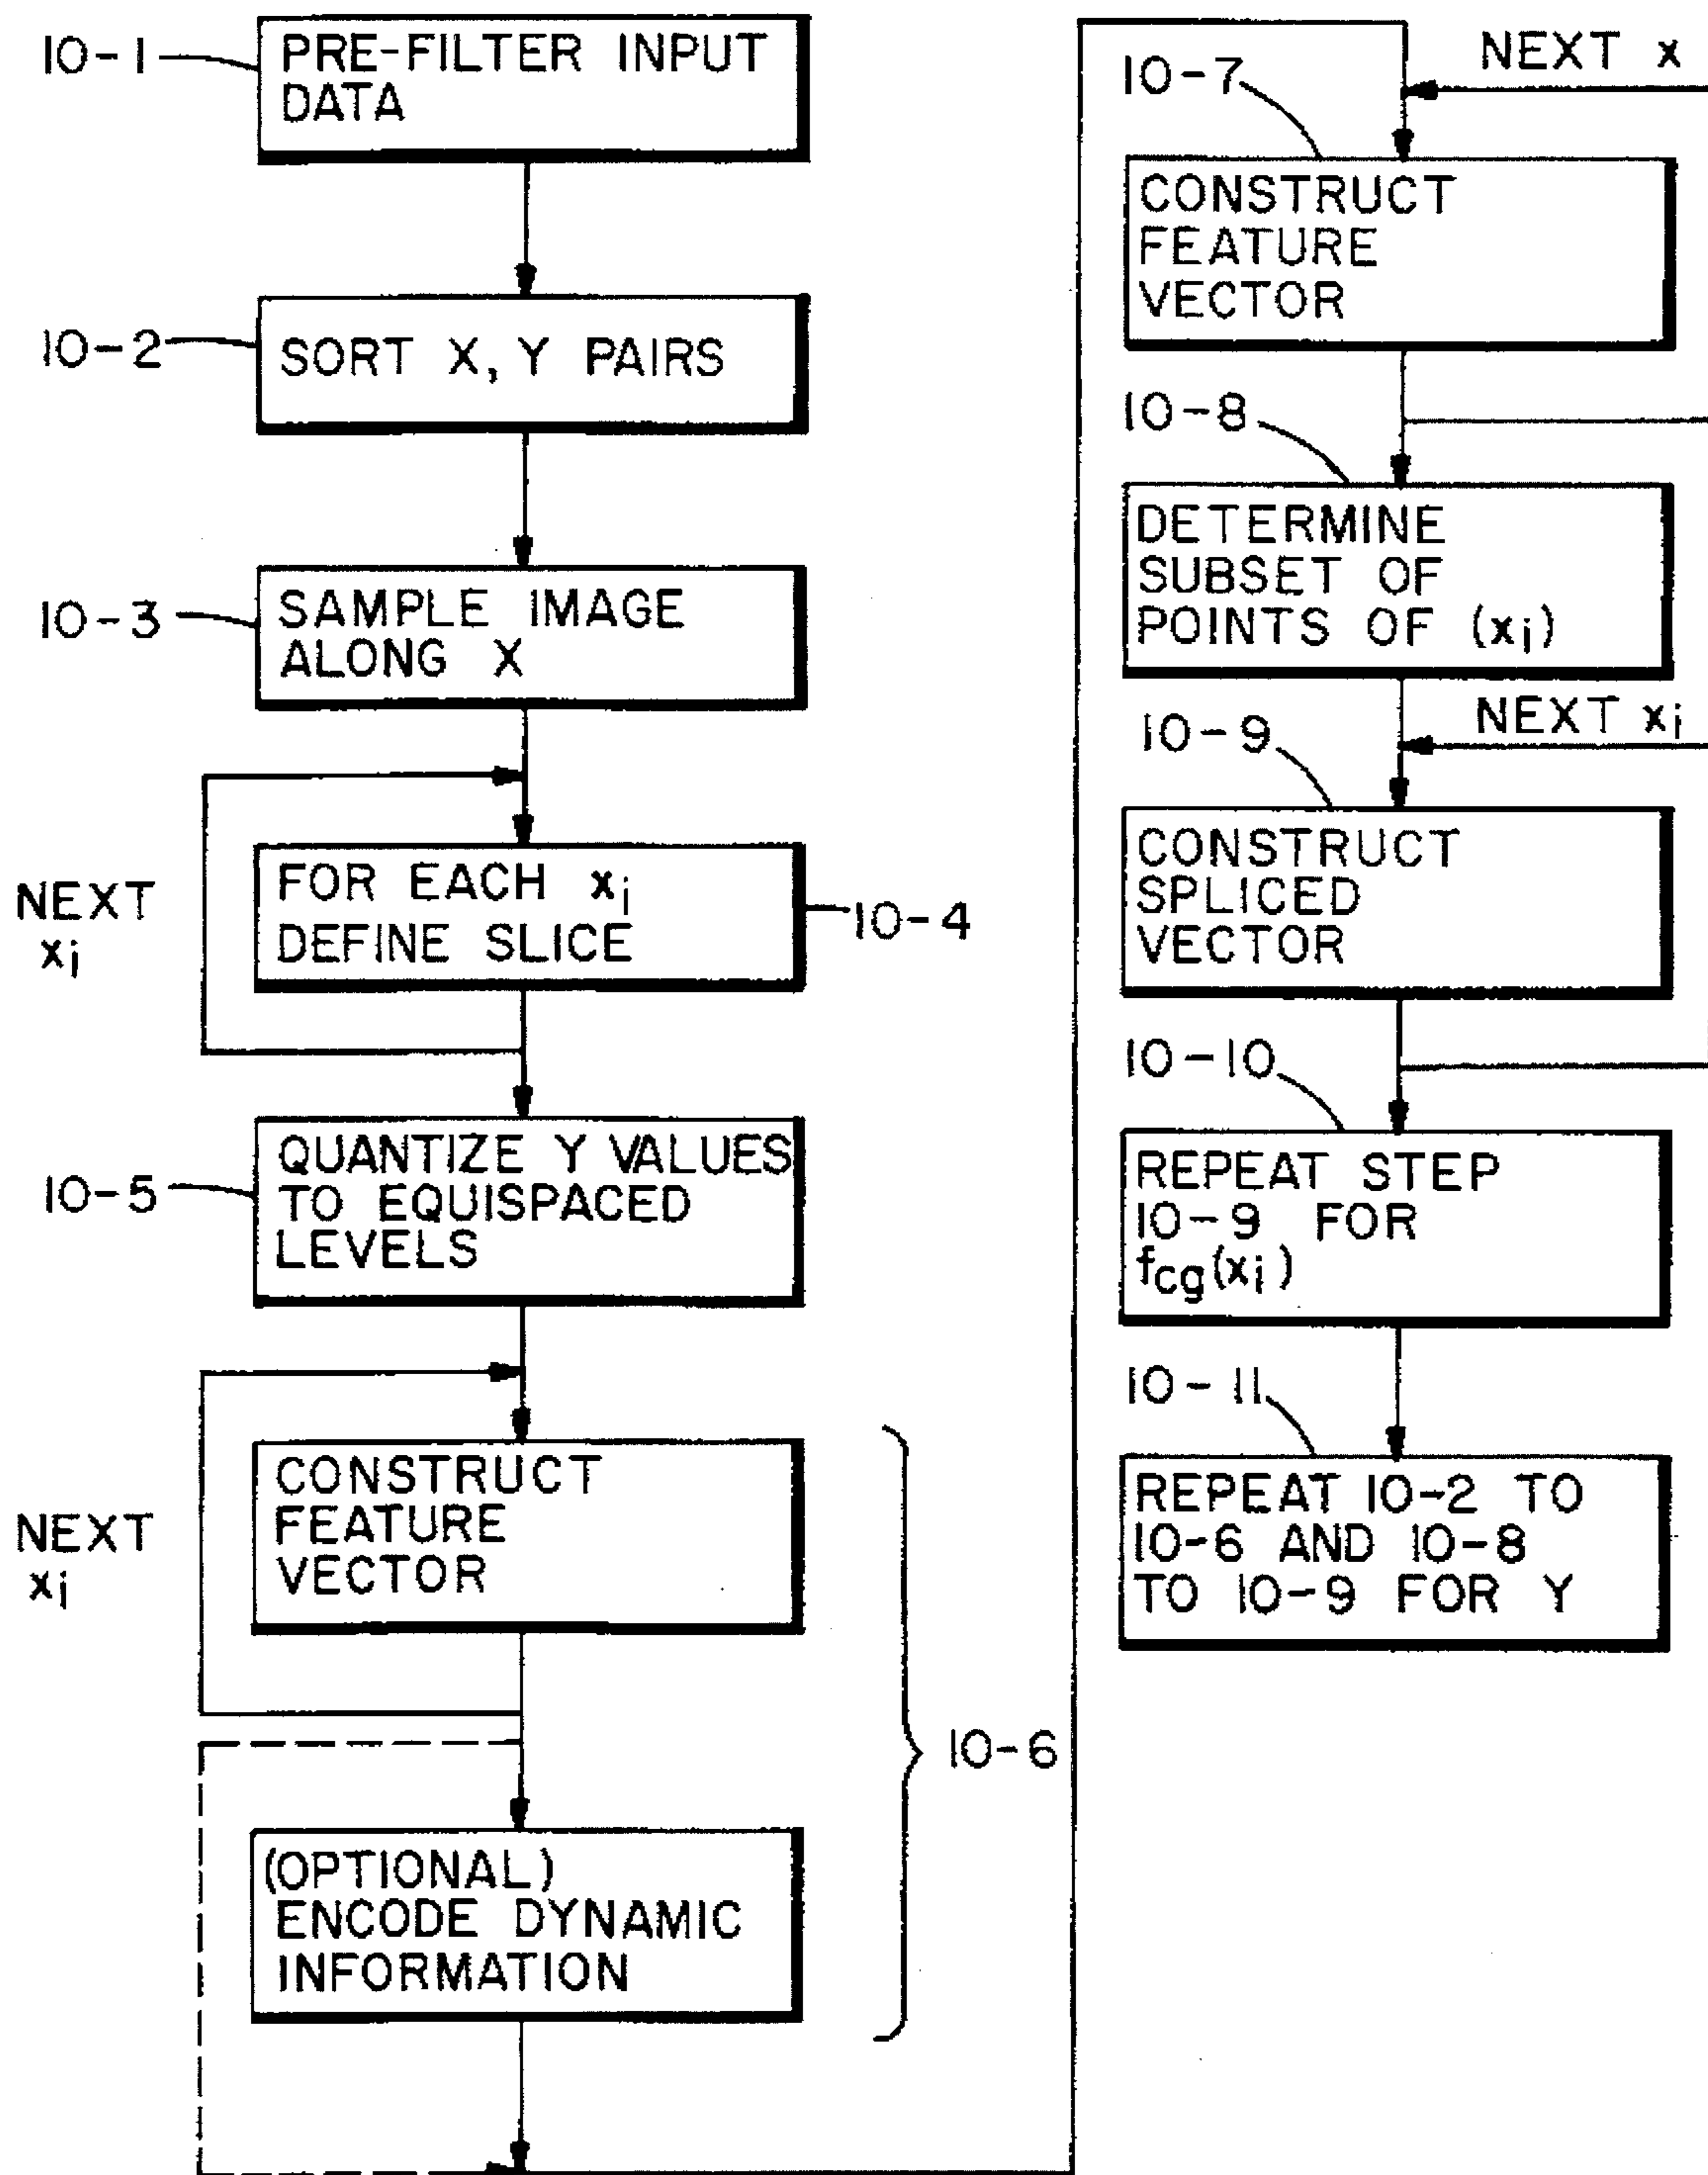 10-1
PRE-FILTER INPUT
DATA
10-2
SORT X, Y PAIRS
10-3
SAMPLE IMAGE
ALONG X
NEXT
xi
FOR EACH xi
DEFINE SLICE
10-4
10-5
QUANTIZE Y VALUES
TO EQUISPACED
LEVELS
NEXT
xi
CONSTRUCT
FEATURE
VECTOR
10-6
(OPTIONAL)
ENCODE DYNAMIC
INFORMATION
NEXT x
10-7
CONSTRUCT
FEATURE
VECTOR
10-8
DETERMINE
SUBSET OF
POINTS OF (xi)
NEXT xi
10-9
CONSTRUCT
SPLICED
VECTOR
10-10
REPEAT STEP
10-9 FOR
fcg(xi)
10-11
REPEAT 10-2 TO
10-6 AND 10-8
TO 10-9 FOR Y